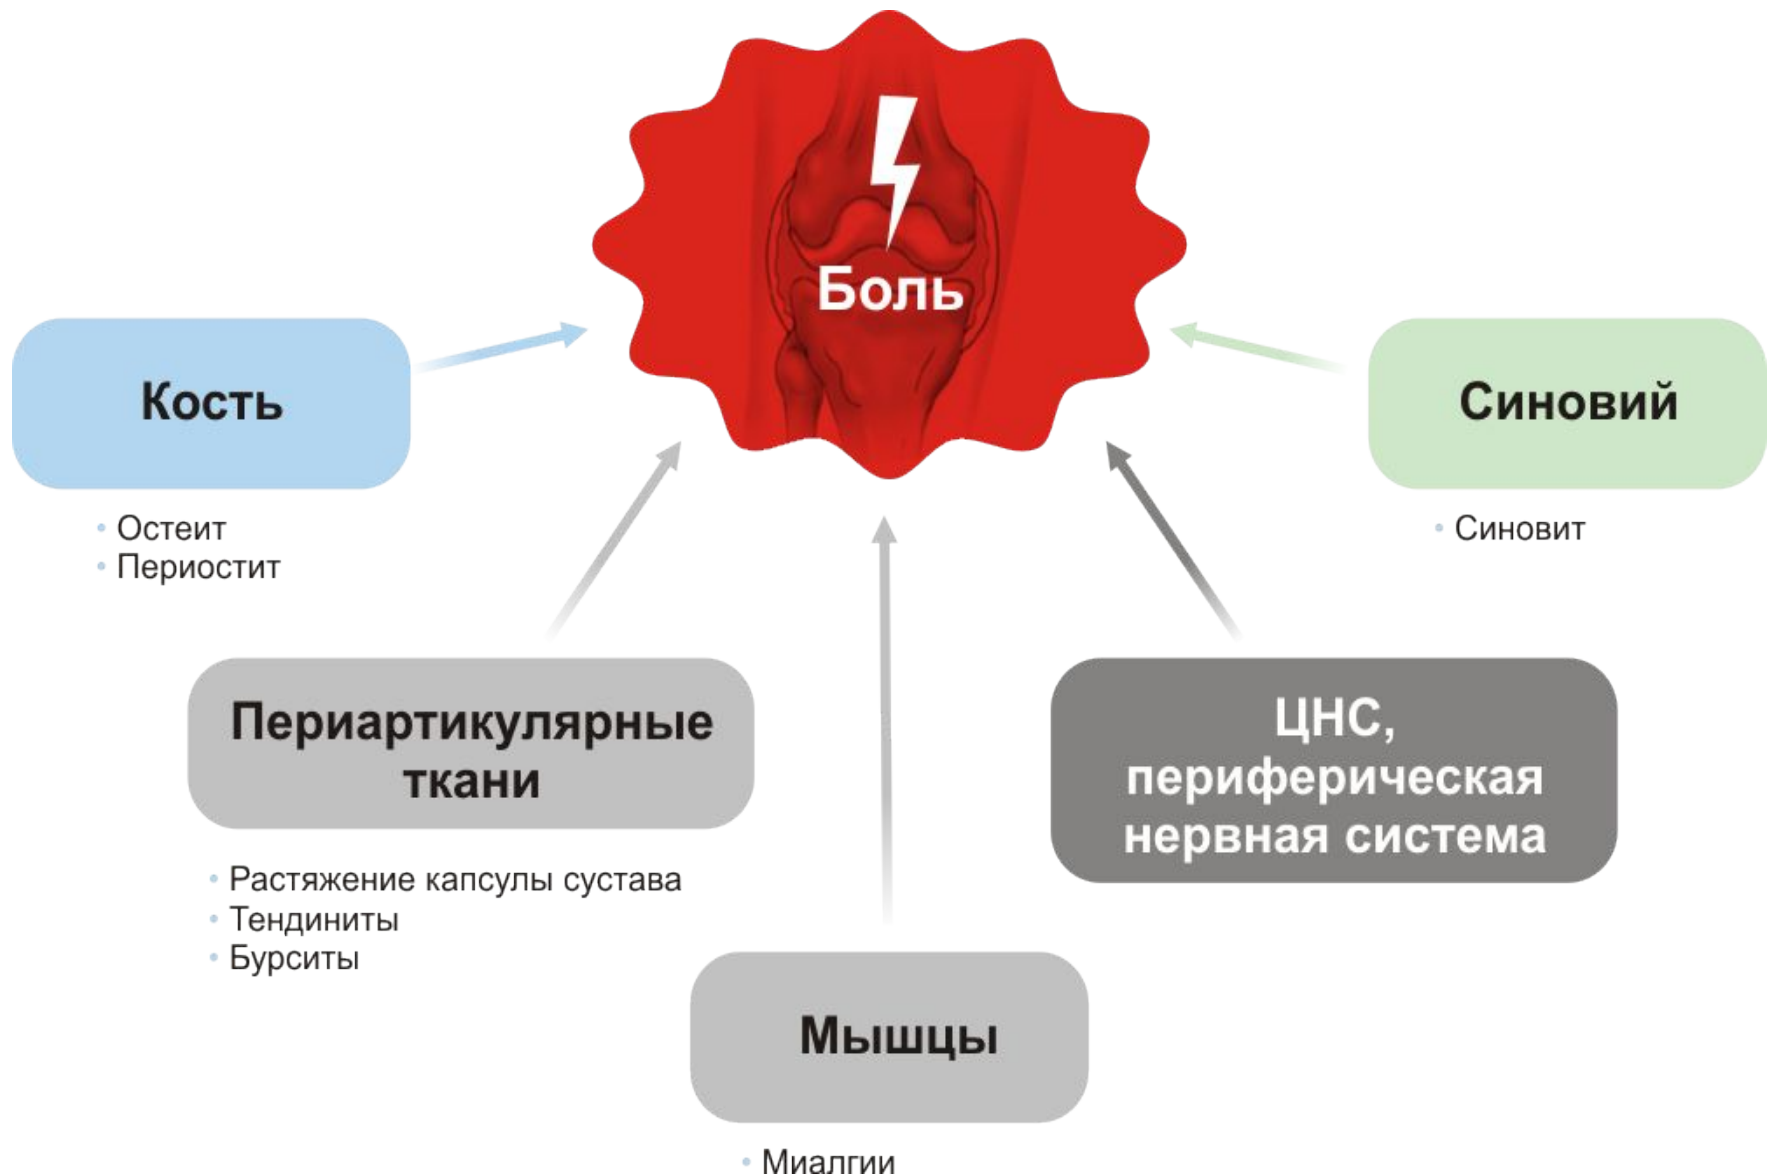 Боль
Кость
• Остеит
• Периостит
Синовий
• Синовит
Периартикулярные
ткани
• Растяжение капсулы сустава
• Тендиниты
• Бурситы
ЦНС,
периферическая
нервная система
Мышцы
• Миалгии